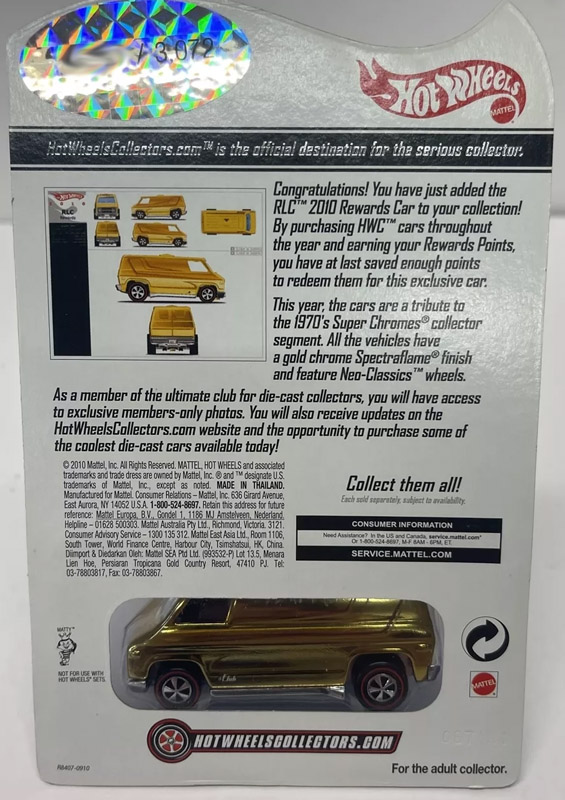 / 3,072
Hot Wheels
MATTEL
HotWheelsCollectors.com™ is the official destination for the serious collector.
RLC
Rewards
Congratulations! You have just added the
RLC™ 2010 Rewards Car to your collection!
By purchasing HWC™ cars throughout
the year and earning your Rewards Points,
you have at last saved enough points
to redeem them for this exclusive car.
This year, the cars are a tribute to
the 1970's Super Chromes® collector
segment. All the vehicles have
a gold chrome Spectraflame® finish
and feature Neo-Classics™ wheels.
As a member of the ultimate club for die-cast collectors, you will have access
to exclusive members-only photos. You will also receive updates on the
HotWheelsCollectors.com website and the opportunity to purchase some of
the coolest die-cast cars available today!
© 2010 Mattel, Inc. All Rights Reserved. MATTEL, HOT WHEELS and associated
trademarks and trade dress are owned by Mattel, Inc. ® and ™ designate U.S.
trademarks of Mattel, Inc., except as noted. MADE IN THAILAND.
Manufactured for Mattel. Consumer Relations – Mattel, Inc. 636 Girard Avenue,
East Aurora, NY 14052 U.S.A. 1-800-524-8697. Retain this address for future
reference: Mattel Europa, B.V., Gondel 1, 1186 MJ Amstelveen, Nederland.
Helpline – 01628 500303. Mattel Australia Pty Ltd., Richmond, Victoria. 3121.
Consumer Advisory Service – 1300 135 312. Mattel East Asia Ltd., Room 1106,
South Tower, World Finance Centre, Harbour City, Tsimshatsui, HK, China.
Diimport & Diedarkan Oleh: Mattel SEA Ptd Ltd. (993532-P) Lot 13.5, Menara
Lien Hoe, Persiaran Tropicana Golf Country Resort, 47410 PJ. Tel:
03-78803817, Fax: 03-78803867.
Collect them all!
Each sold separately, subject to availability.
CONSUMER INFORMATION
Need Assistance? In the US and Canada, service.mattel.com®
Or 1-800-524-8697, M-F 8AM - 6PM, ET.
SERVICE.MATTEL.COM
MATTY™
NOT FOR USE WITH
HOT WHEELS® SETS.
Club
MATTEL
HOTWHEELSCOLLECTORS.COM
R8407-0910
For the adult collector.